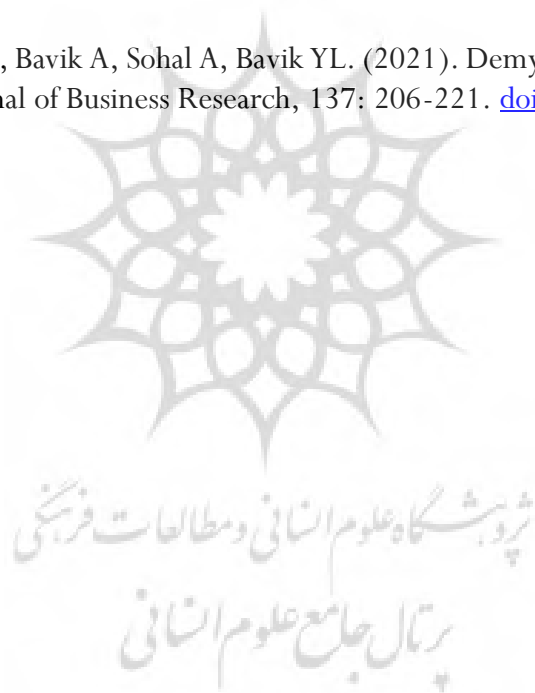 , Bavik A, Sohal A, Bavik YL. (2021). Demy
nal of Business Research, 137: 206-221. doi
پژوهشگاه علوم انسانی و مطالعات فرهنگی
پرتال جامع علوم انسانی